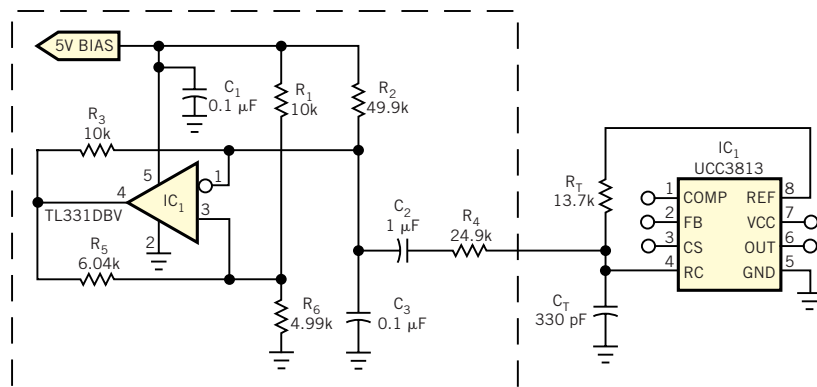 5V BIAS
C1
0.1 µF
R1
10k
R2
49.9k
R3
10k
5
1
4
IC1
3
TL331DBV
2
R5
6.04k
R6
4.99k
C2
1 µF
R4
24.9k
C3
0.1 µF
RT
13.7k
CT
330 pF
IC1
UCC3813
1 COMP REF 8
2 FB VCC 7
3 CS OUT 6
4 RC GND 5